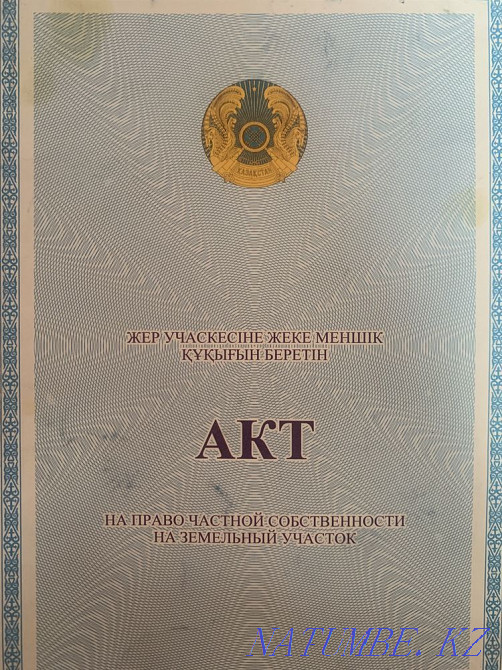 ҚАЗАҚСТАН
ЖЕР УЧАСКЕСІНЕ ЖЕКЕ МЕНШІК
ҚҰҚЫҒЫН БЕРЕТІН
АКТ
НА ПРАВО ЧАСТНОЙ СОБСТВЕННОСТИ
НА ЗЕМЕЛЬНЫЙ УЧАСТОК
NATUMBE.KZ